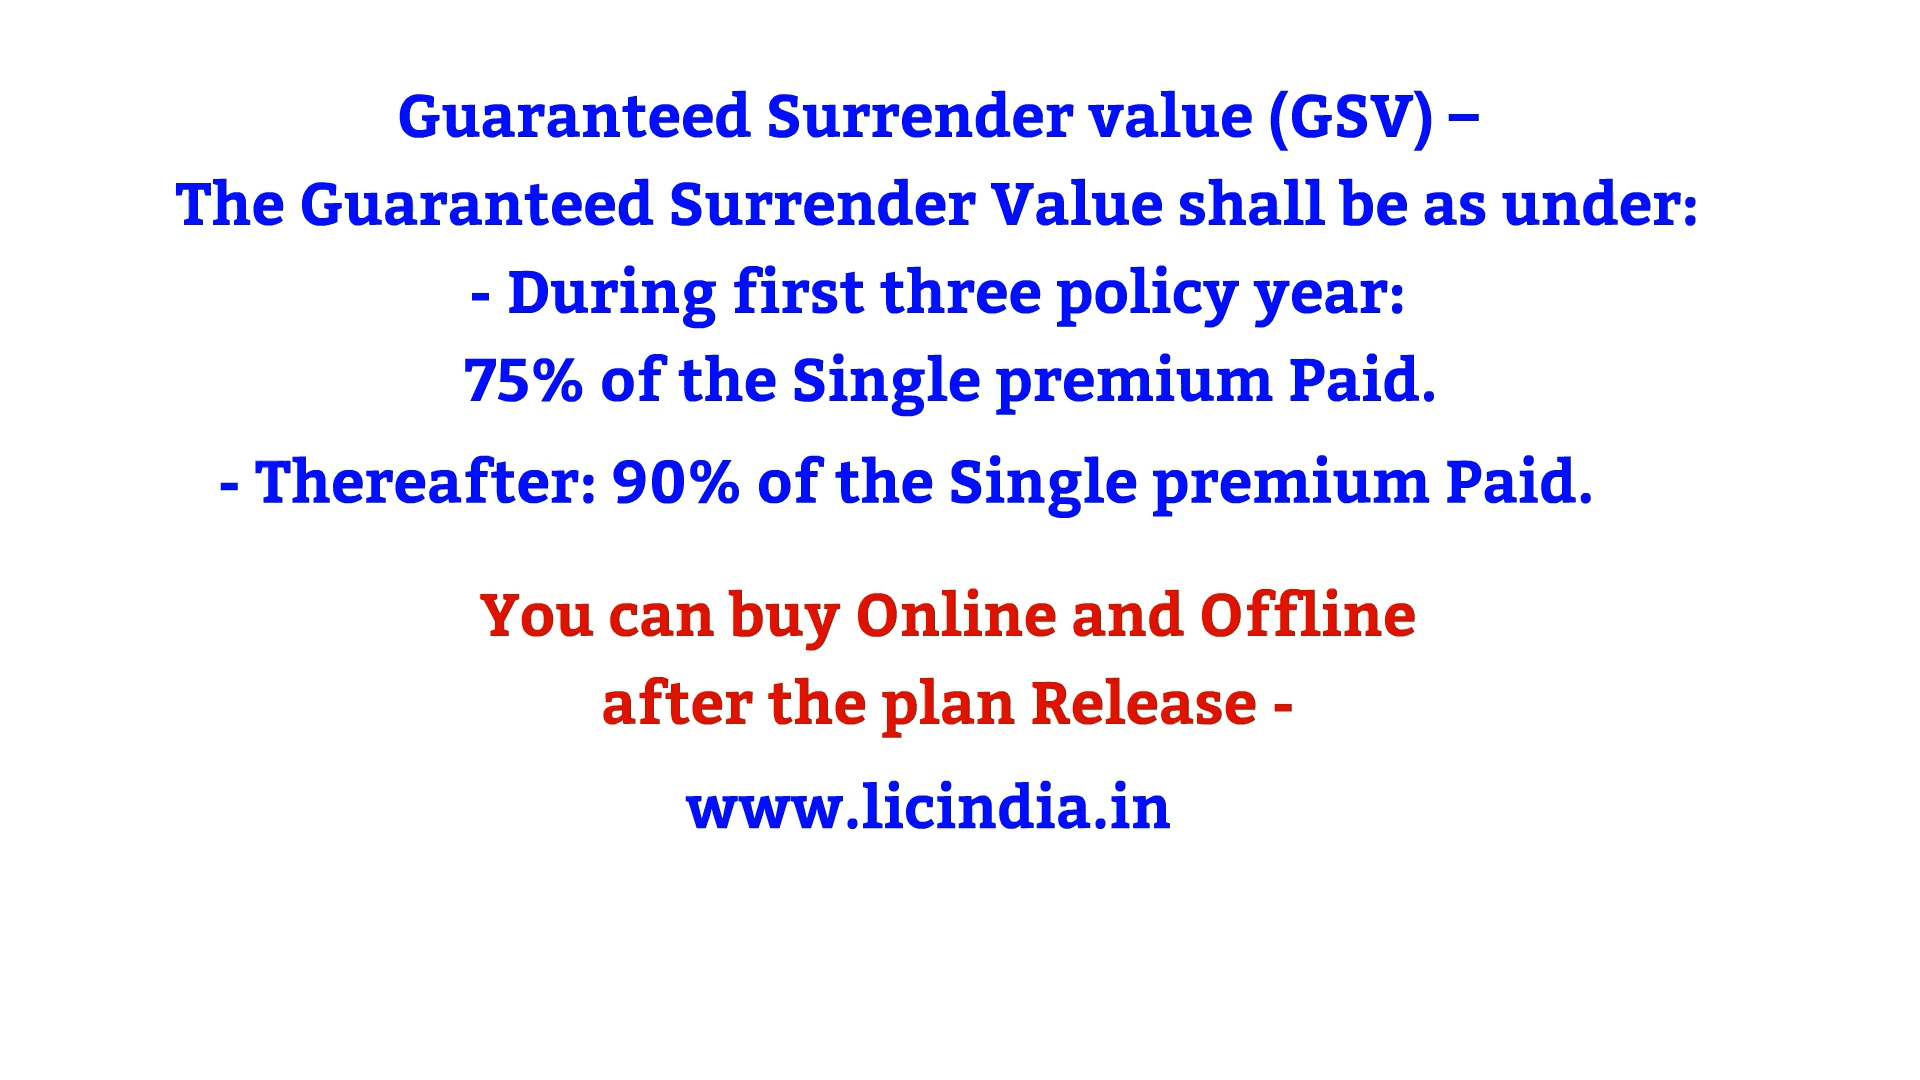 Guaranteed Surrender value (GSV) –
The Guaranteed Surrender Value shall be as under:
- During first three policy year:
75% of the Single premium Paid.
- Thereafter: 90% of the Single premium Paid.
You can buy Online and Offline
after the plan Release -
www.licindia.in